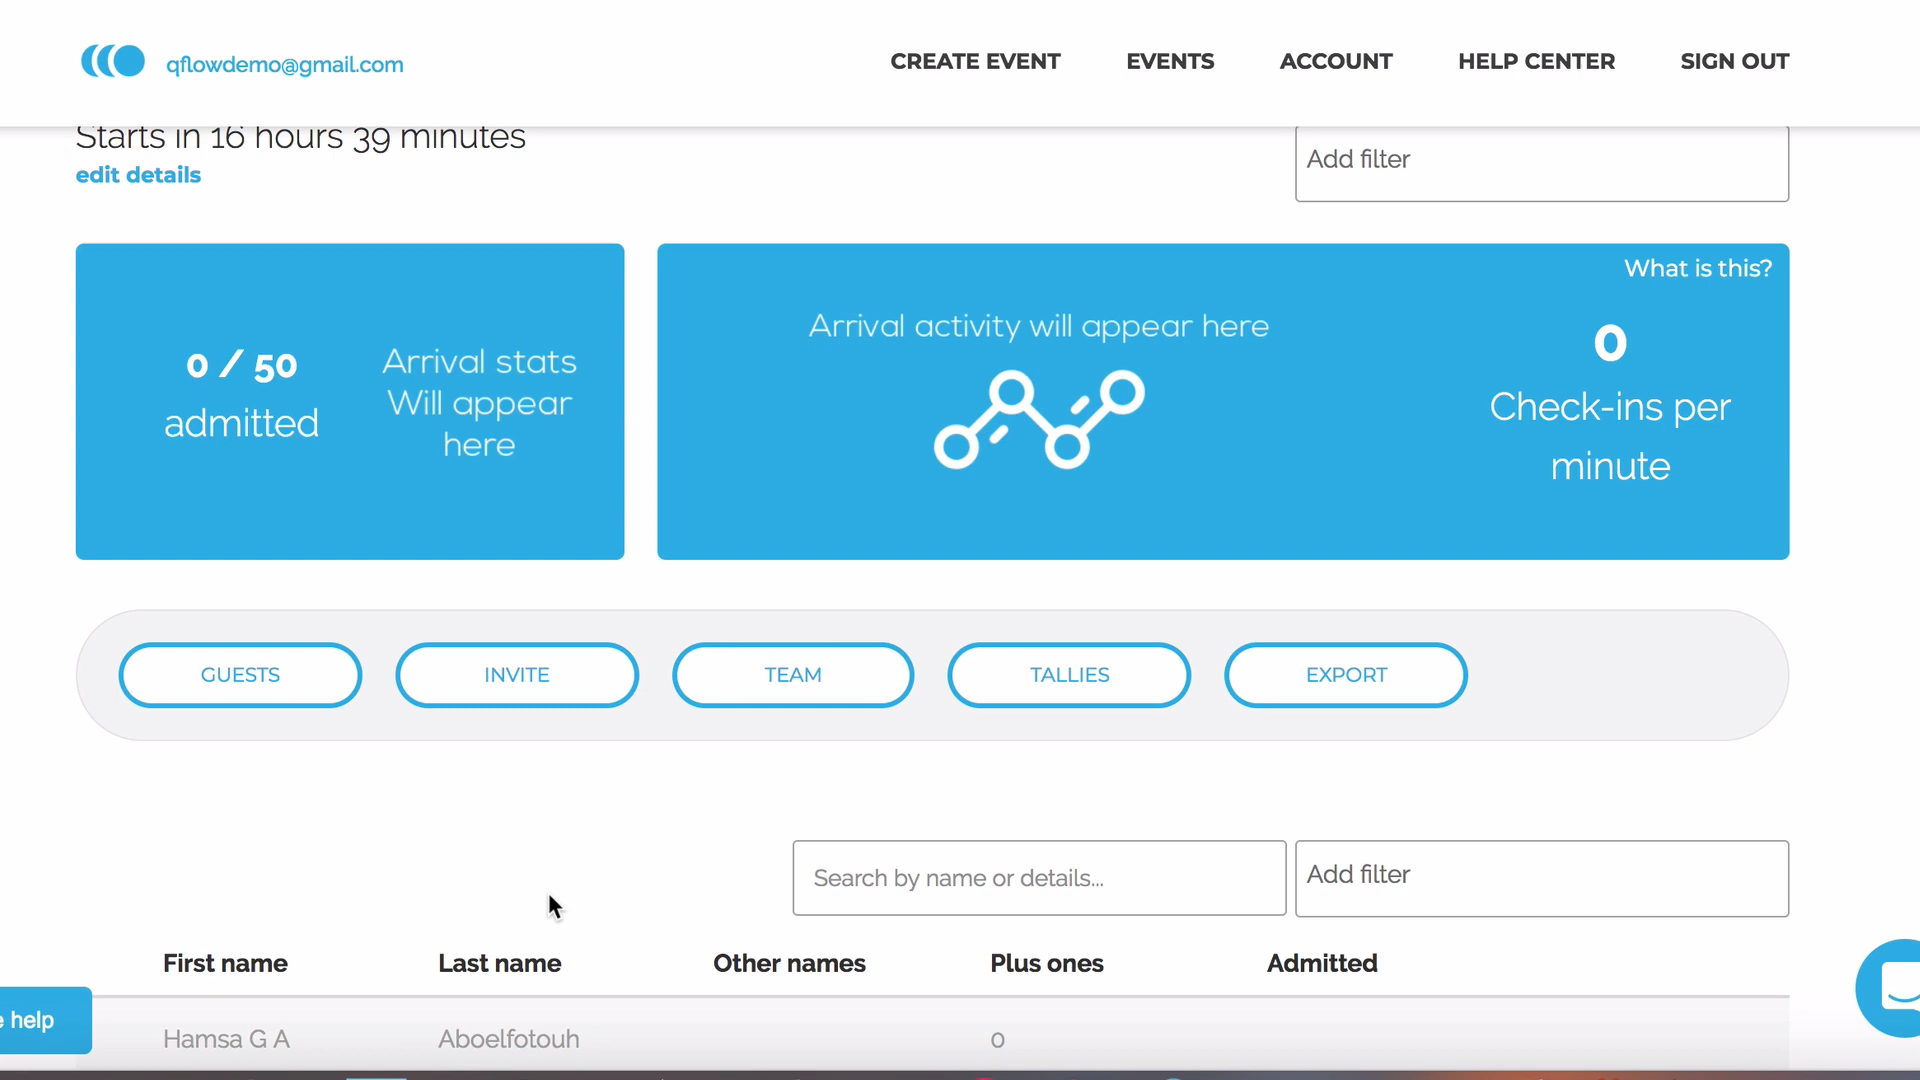 qflowdemo@gmail.com
CREATE EVENT
EVENTS
ACCOUNT
HELP CENTER
SIGN OUT
Starts in 16 hours 39 minutes
edit details
Add filter
What is this?
0 / 50
admitted
Arrival stats
Will appear
here
Arrival activity will appear here
0
Check-ins per
minute
GUESTS
INVITE
TEAM
TALLIES
EXPORT
Search by name or details...
Add filter
First name
Last name
Other names
Plus ones
Admitted
help
Hamsa G A
Aboelfotouh
0